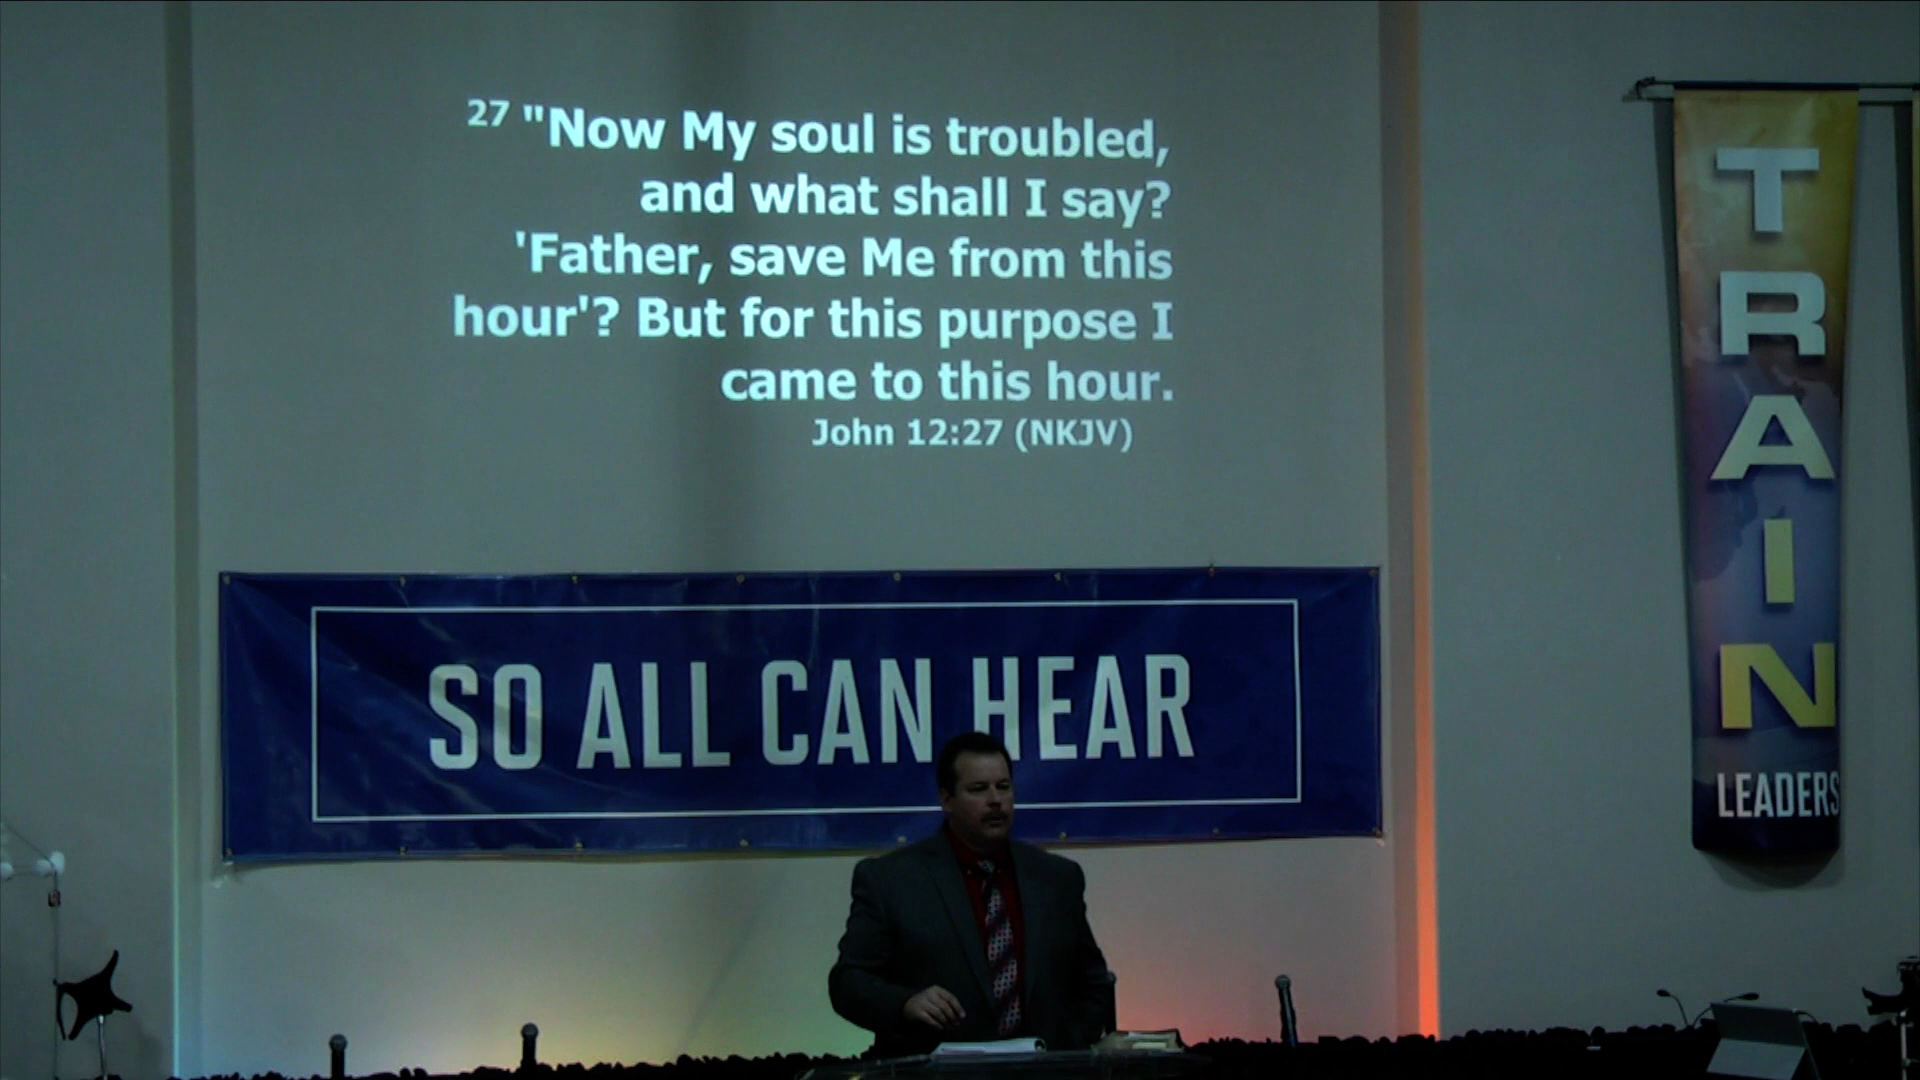 27 "Now My soul is troubled,
and what shall I say?
'Father, save Me from this
hour'? But for this purpose I
came to this hour.
John 12:27 (NKJV)
SO ALL CAN HEAR
TRAIN
LEADERS